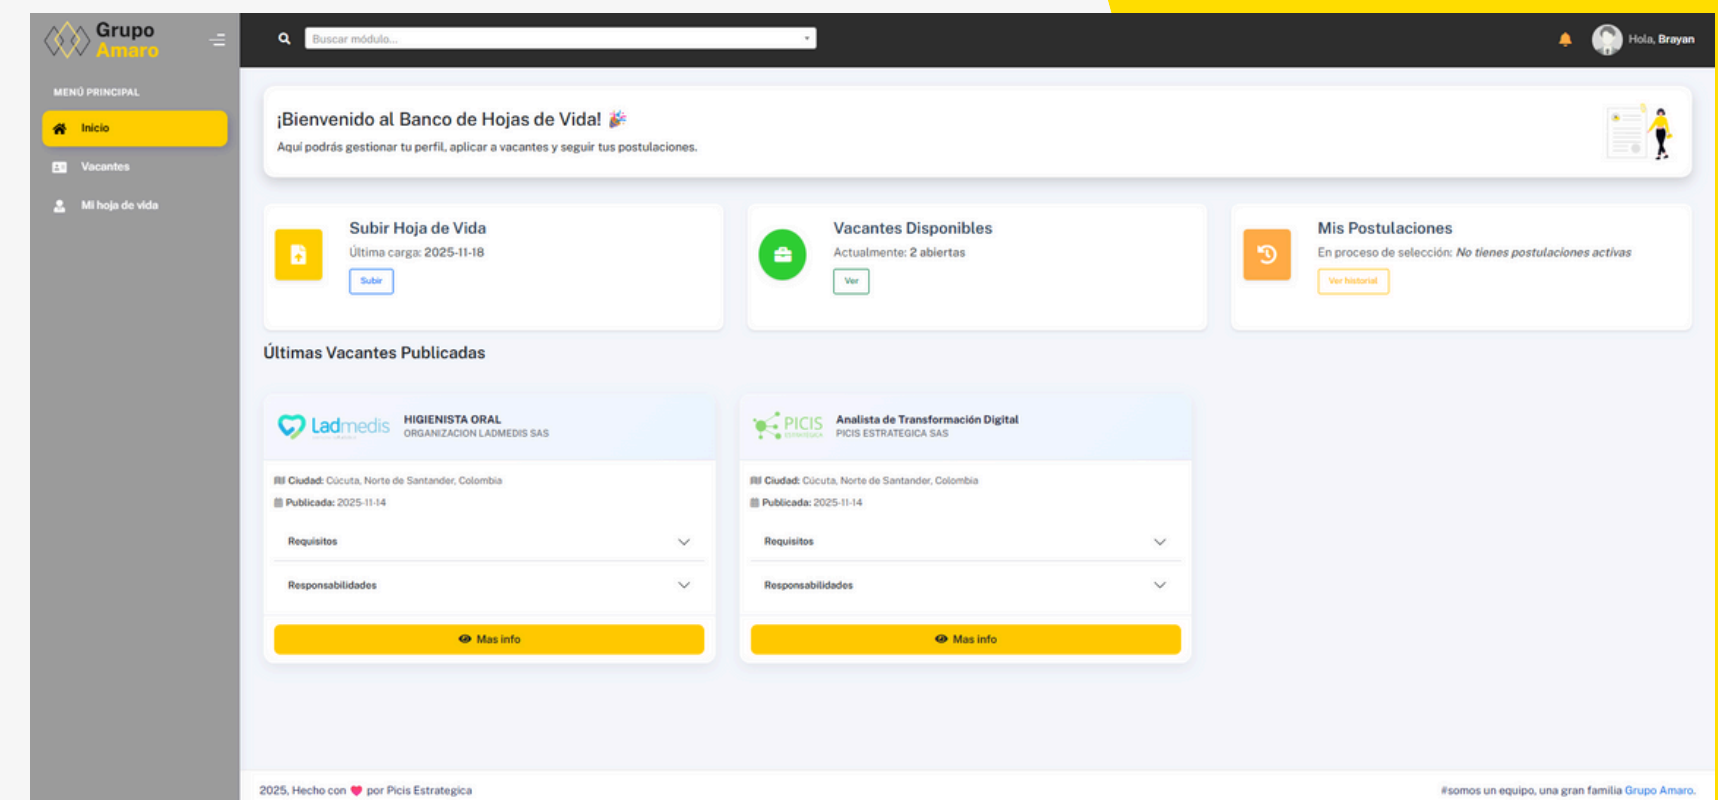 Grupo
Amaro
Buscar módulo...
Hola, Brayan
MENÚ PRINCIPAL
Inicio
Vacantes
Mi hoja de vida
¡Bienvenido al Banco de Hojas de Vida!
Aquí podrás gestionar tu perfil, aplicar a vacantes y seguir tus postulaciones.
Subir Hoja de Vida
Última carga: 2025-11-18
Subir
Vacantes Disponibles
Actualmente: 2 abiertas
Ver
Mis Postulaciones
En proceso de selección: No tienes postulaciones activas
Ver historial
Últimas Vacantes Publicadas
Ladmedis
HIGIENISTA ORAL
ORGANIZACION LADMEDIS SAS
Ciudad: Cúcuta, Norte de Santander, Colombia
Publicada: 2025-11-14
Requisitos
Responsabilidades
Mas info
PICIS
ESTRATÉGICA
Analista de Transformación Digital
PICIS ESTRATEGICA SAS
Ciudad: Cúcuta, Norte de Santander, Colombia
Publicada: 2025-11-14
Requisitos
Responsabilidades
Mas info
2025, Hecho con por Picis Estrategica
#somos un equipo, una gran familia Grupo Amaro.